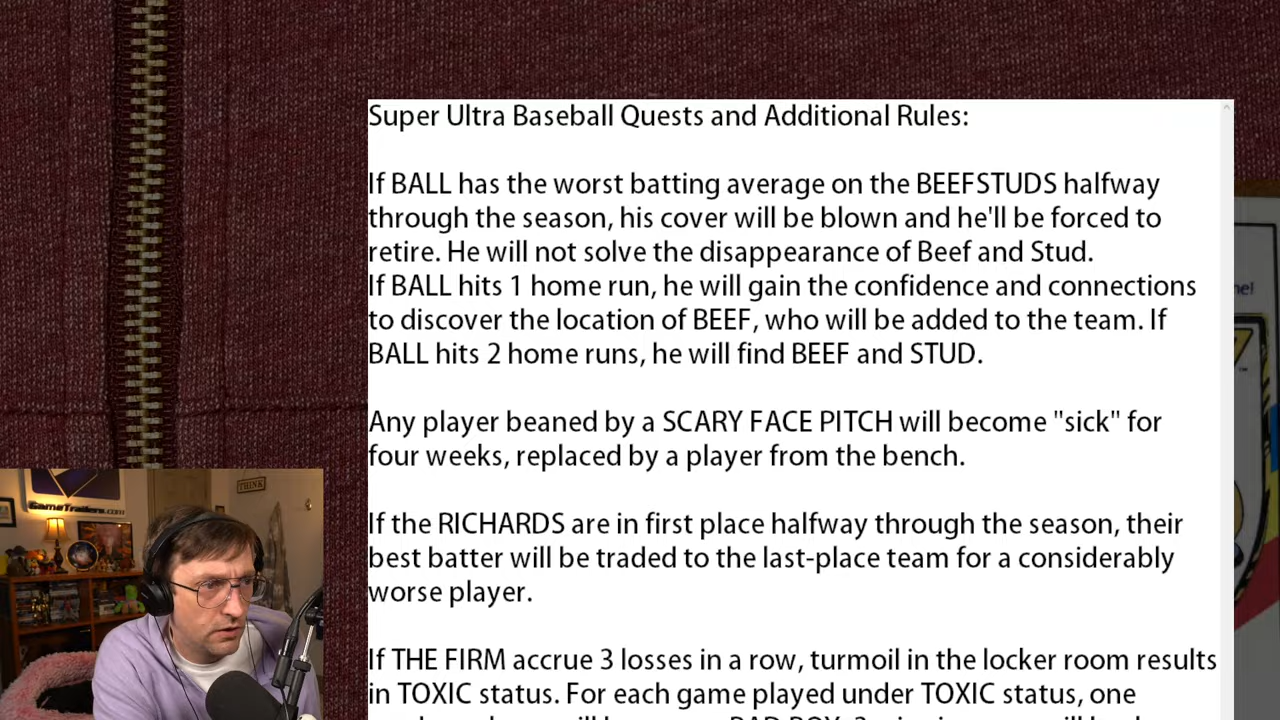 Super Ultra Baseball Quests and Additional Rules:
If BALL has the worst batting average on the BEEFSTUDS halfway
through the season, his cover will be blown and he'll be forced to
retire. He will not solve the disappearance of Beef and Stud.
If BALL hits 1 home run, he will gain the confidence and connections
to discover the location of BEEF, who will be added to the team. If
BALL hits 2 home runs, he will find BEEF and STUD.
Any player beaned by a SCARY FACE PITCH will become "sick" for
four weeks, replaced by a player from the bench.
If the RICHARDS are in first place halfway through the season, their
best batter will be traded to the last-place team for a considerably
worse player.
If THE FIRM accrue 3 losses in a row, turmoil in the locker room results
in TOXIC status. For each game played under TOXIC status, one
GameTrailers.com
THINK